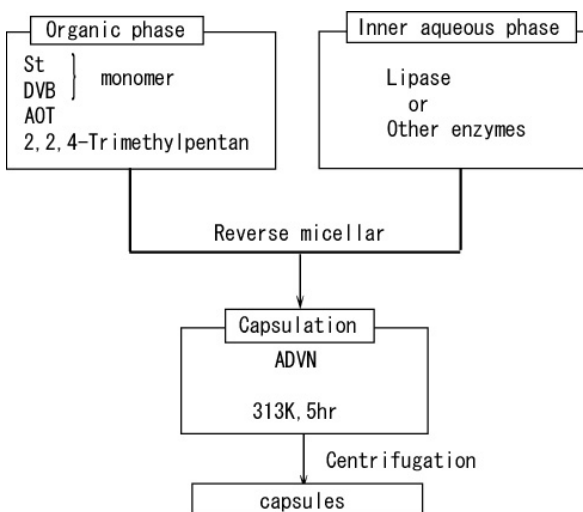 Organic phase
St
DVB
monomer
AOT
2,2,4-Trimethylpentan
Inner aqueous phase
Lipase
or
Other enzymes
Reverse micellar
Capsulation
ADVN
313K,5hr
Centrifugation
capsules